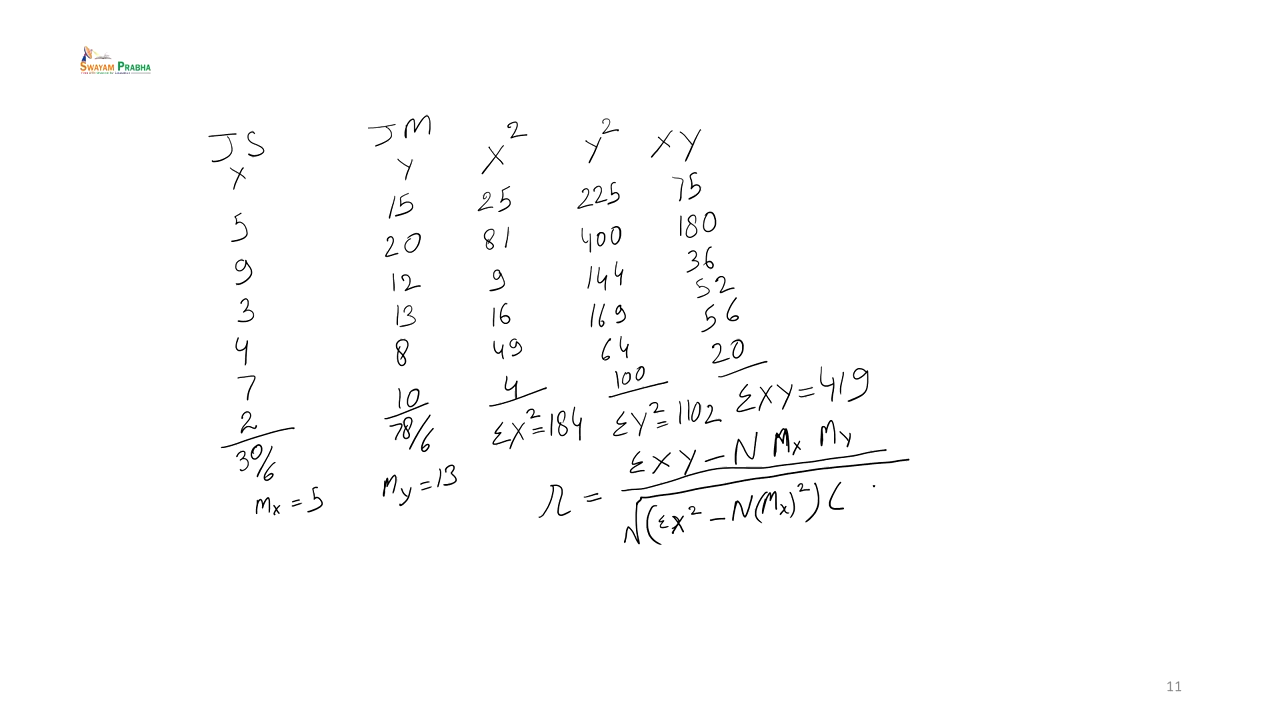 SWAYAM PRABHA
JS JM X² Y² XY
X Y
5 15 25 225 75
9 20 81 400 180
3 12 9 144 36
4 13 16 169 52
7 8 49 64 56
2 10 4 100 20
30/6 78/6 ΣX²=184 ΣY²=1102 ΣXY=419
Mx = 5 My = 13
r = ΣXY – N Mx My
√(ΣX² – N(Mx)²) (
11